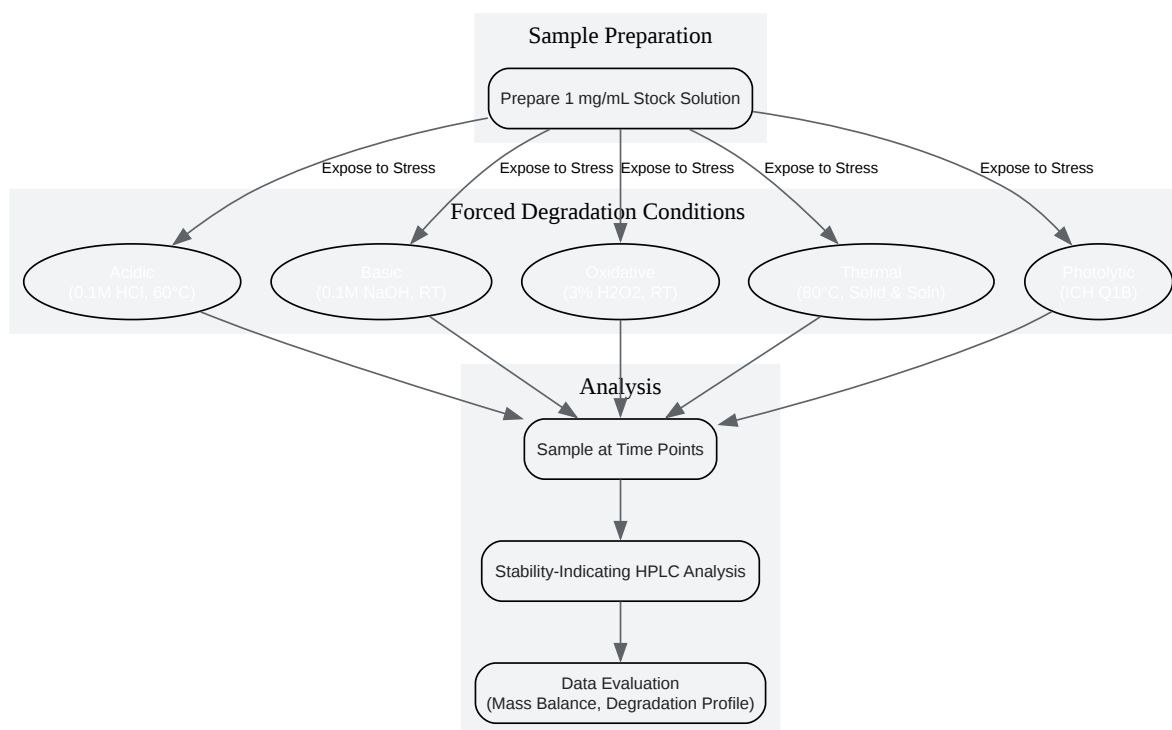 Sample Preparation
Prepare 1 mg/mL Stock Solution
Expose to Stress
Expose to Stress
Expose to Stress
Expose to Stress
Expose to Stress
Forced Degradation Conditions
Acidic
(0.1M HCl, 60°C)
Basic
(0.1M NaOH, RT)
Oxidative
(3% H2O2, RT)
Thermal
(80°C, Solid & Soln)
Photolytic
(ICH Q1B)
Analysis
Sample at Time Points
Stability-Indicating HPLC Analysis
Data Evaluation
(Mass Balance, Degradation Profile)